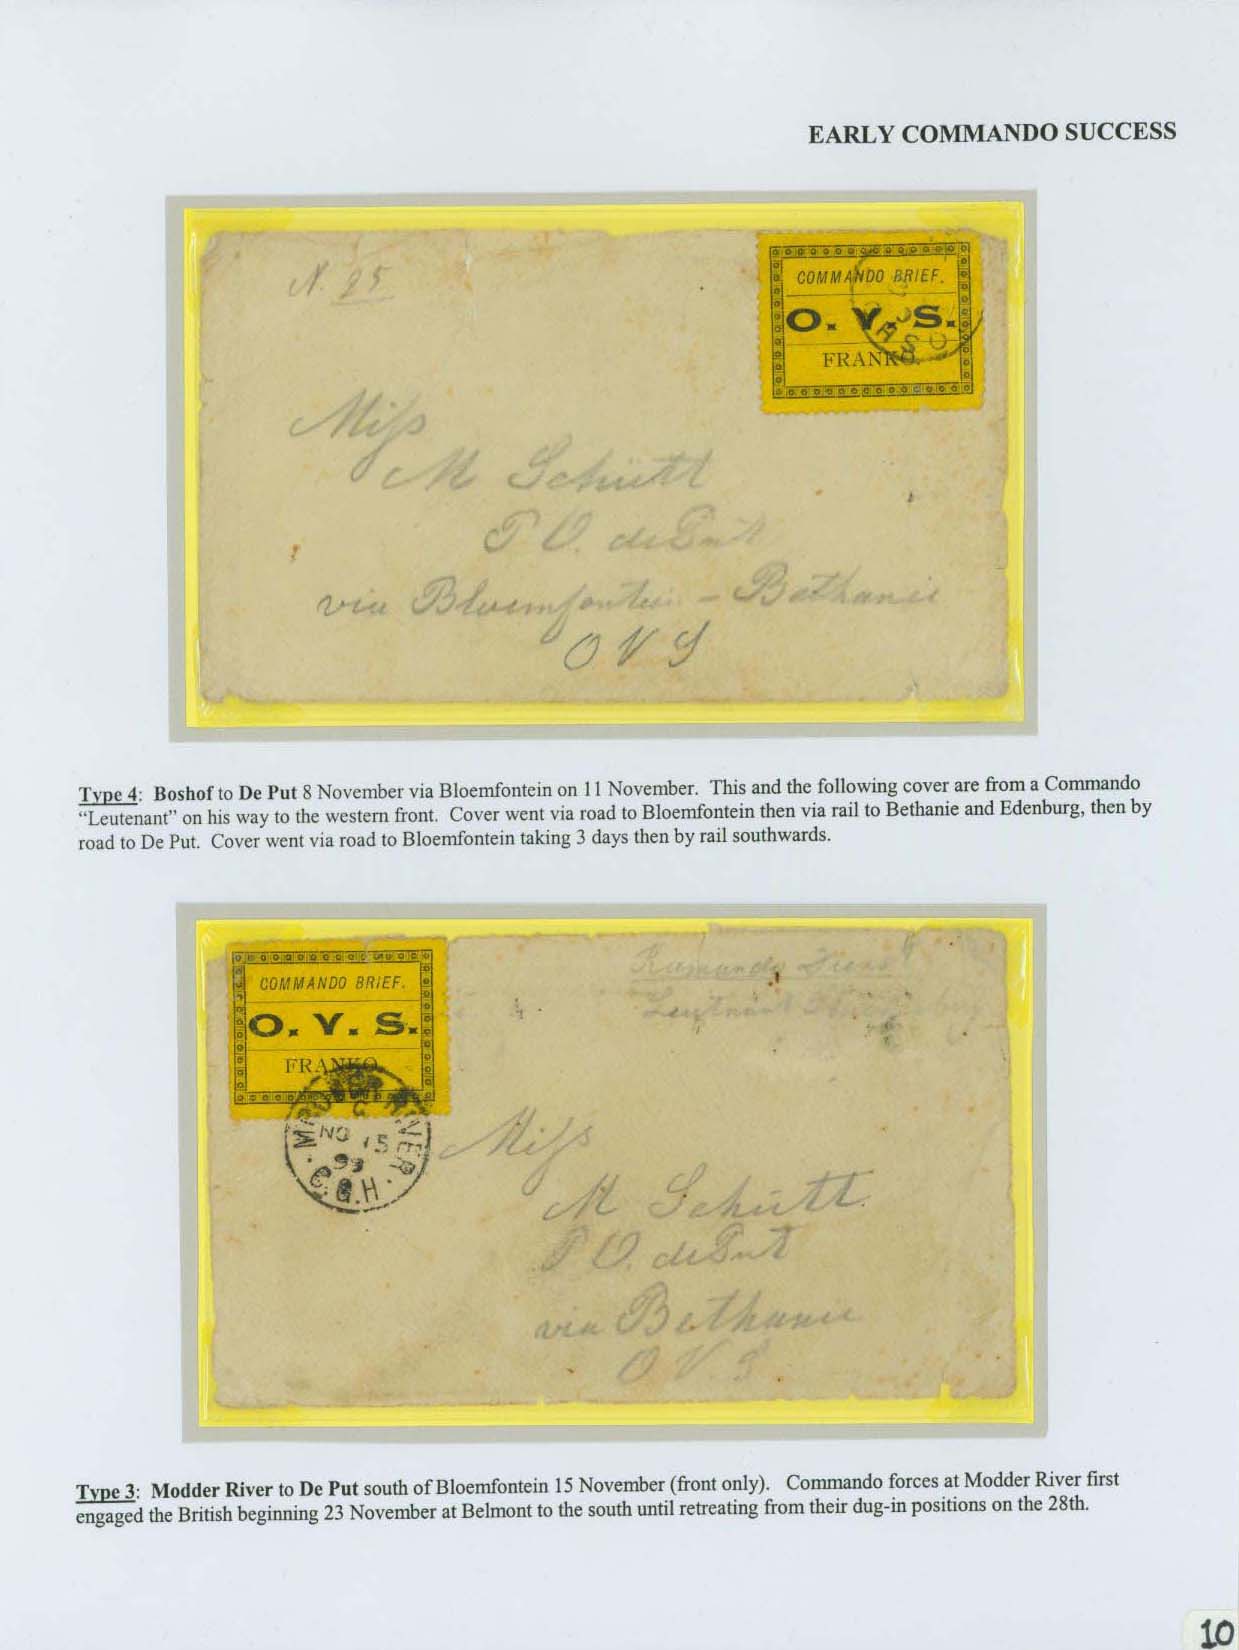 EARLY COMMANDO SUCCESS
N. 25
COMMANDO BRIEF.
O. V. S.
FRANKO.
Miss
M Schütt
P O. de Put
via Bloemfontein - Bethanie
O V S
Type 4: Boshof to De Put 8 November via Bloemfontein on 11 November. This and the following cover are from a Commando
“Leutenant” on his way to the western front. Cover went via road to Bloemfontein then via rail to Bethanie and Edenburg, then by
road to De Put. Cover went via road to Bloemfontein taking 3 days then by rail southwards.
COMMANDO BRIEF.
O. V. S.
FRANKO.
MODDER RIVER
C
NO 15
99
C.G.H.
Leutnant
Miss
M Schütt
P O. de Put
via Bethanie
O V S
Type 3: Modder River to De Put south of Bloemfontein 15 November (front only). Commando forces at Modder River first
engaged the British beginning 23 November at Belmont to the south until retreating from their dug-in positions on the 28th.
10